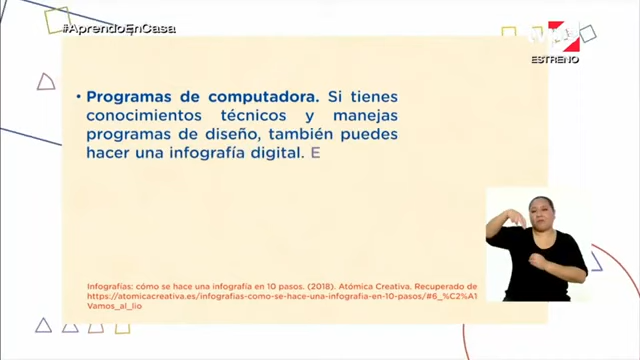 #AprendoEnCasa
ESTRENO
• Programas de computadora. Si tienes
conocimientos técnicos y manejas
programas de diseño, también puedes
hacer una infografía digital. E
Infografías: cómo se hace una infografía en 10 pasos. (2018). Atómica Creativa. Recuperado de
https://atomicacreativa.es/infografias-como-se-hace-una-infografia-en-10-pasos/#6_%C2%A1
Vamos_al_lio